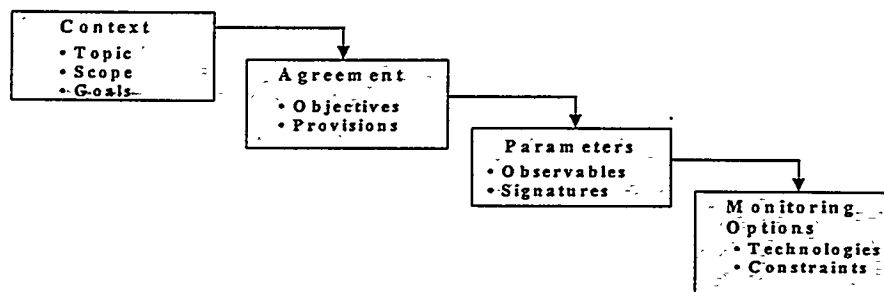 Context
• Topic
• Scope
• Goals
Agreement
• Objectives
• Provisions
Parameters
• Observables
• Signatures
Monitoring
Options
• Technologies
• Constraints